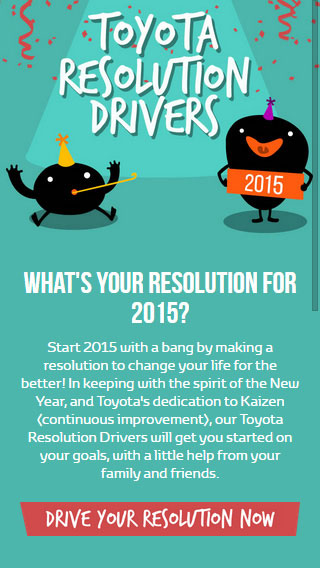 TOYOTA
RESOLUTION
DRIVERS
2015
WHAT'S YOUR RESOLUTION FOR
2015?
Start 2015 with a bang by making a
resolution to change your life for the
better! In keeping with the spirit of the New
Year, and Toyota's dedication to Kaizen
(continuous improvement), our Toyota
Resolution Drivers will get you started on
your goals, with a little help from your
family and friends.
DRIVE YOUR RESOLUTION NOW